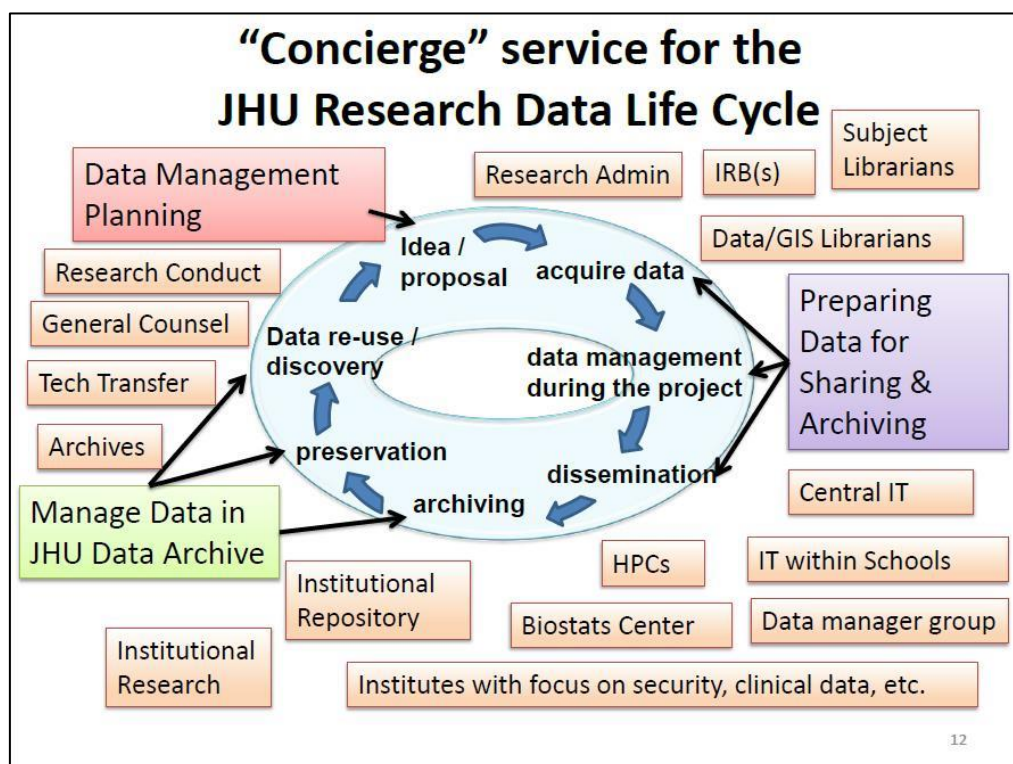 “Concierge” service for the
JHU Research Data Life Cycle
Subject
Librarians
Data Management
Planning
Research Admin
IRB(s)
Data/GIS Librarians
Idea /
proposal
acquire data
Research Conduct
General Counsel
Data re-use /
discovery
data management
during the project
Preparing
Data for
Sharing &
Archiving
Tech Transfer
Archives
preservation
dissemination
archiving
Central IT
Manage Data in
JHU Data Archive
HPCs
IT within Schools
Institutional
Repository
Biostats Center
Data manager group
Institutional
Research
Institutes with focus on security, clinical data, etc.
12